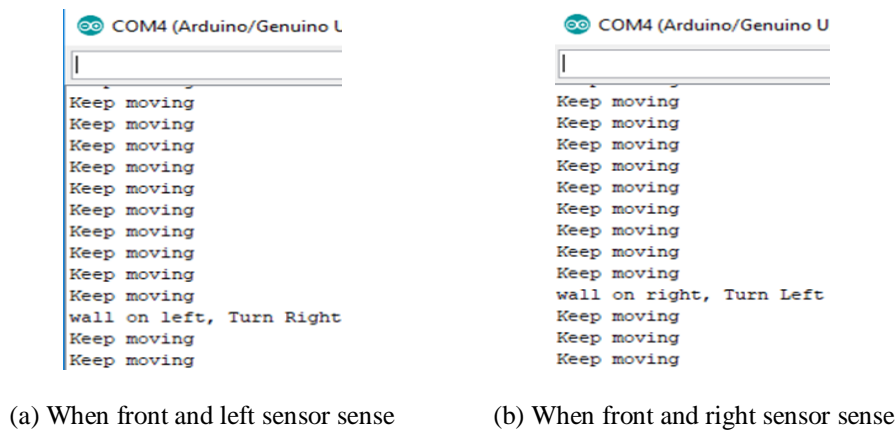 COM4 (Arduino/Genuino U
Keep moving
Keep moving
Keep moving
Keep moving
Keep moving
Keep moving
Keep moving
Keep moving
Keep moving
Keep moving
wall on left, Turn Right
Keep moving
Keep moving
(a) When front and left sensor sense
COM4 (Arduino/Genuino U
Keep moving
Keep moving
Keep moving
Keep moving
Keep moving
Keep moving
Keep moving
Keep moving
Keep moving
wall on right, Turn Left
Keep moving
Keep moving
Keep moving
(b) When front and right sensor sense